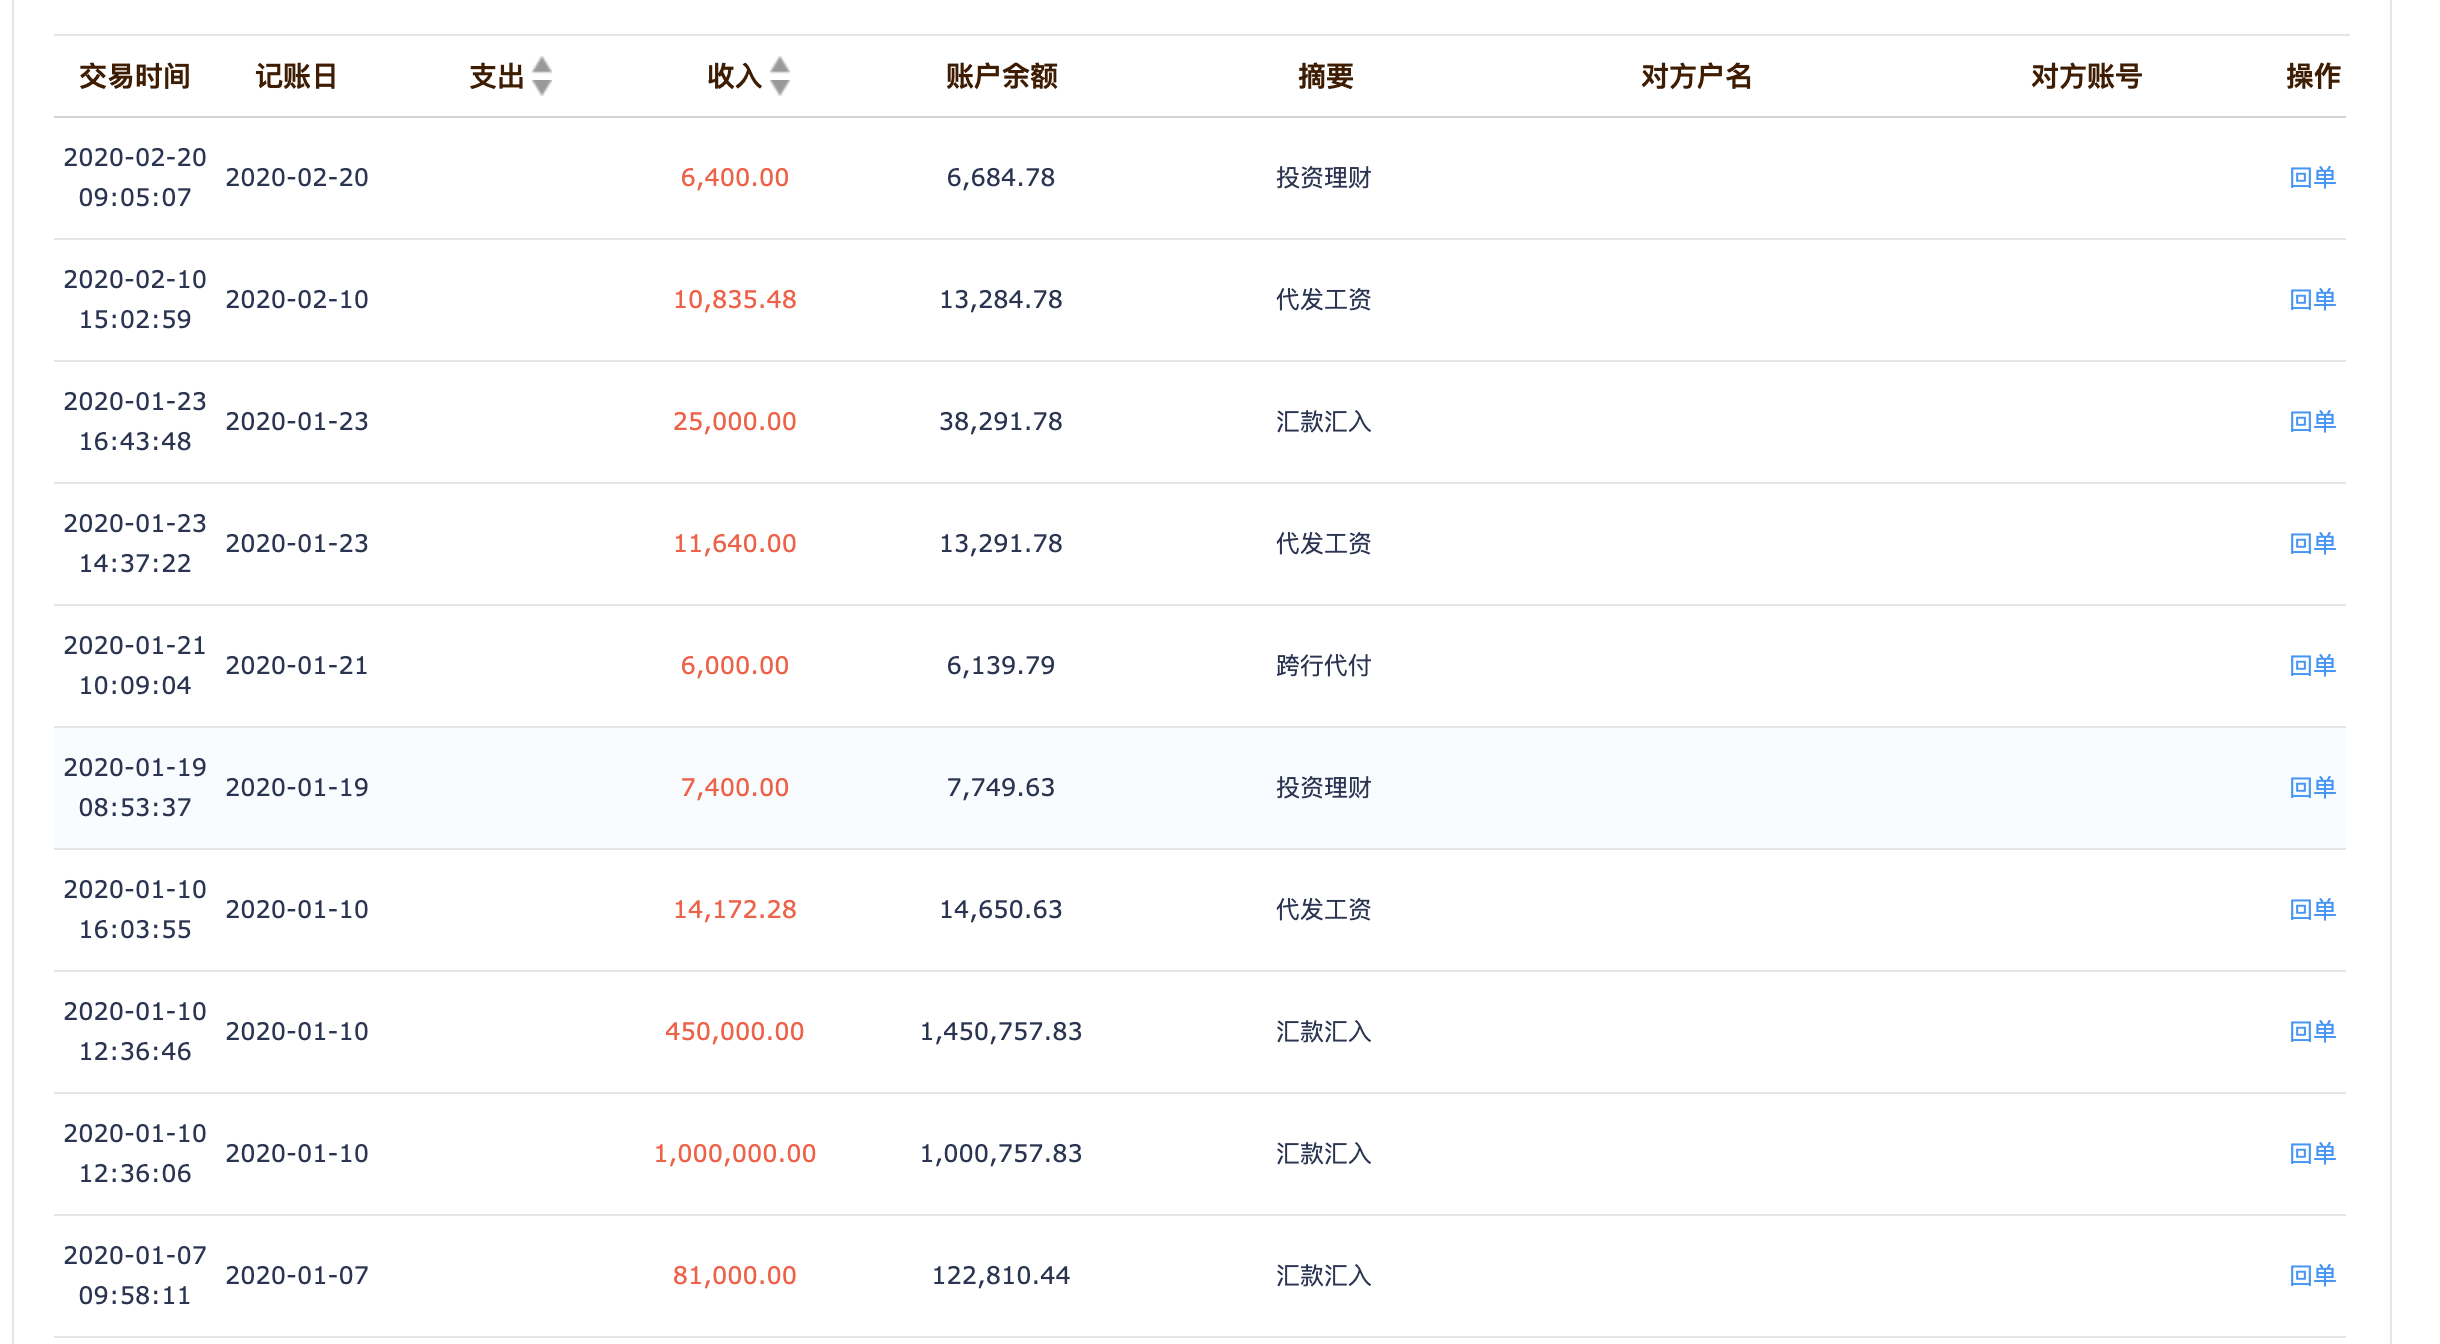 交易时间 记账日 支出 收入 账户余额 摘要 对方户名 对方账号 操作
2020-02-20
09:05:07 2020-02-20 6,400.00 6,684.78 投资理财 回单
2020-02-10
15:02:59 2020-02-10 10,835.48 13,284.78 代发工资 回单
2020-01-23
16:43:48 2020-01-23 25,000.00 38,291.78 汇款汇入 回单
2020-01-23
14:37:22 2020-01-23 11,640.00 13,291.78 代发工资 回单
2020-01-21
10:09:04 2020-01-21 6,000.00 6,139.79 跨行代付 回单
2020-01-19
08:53:37 2020-01-19 7,400.00 7,749.63 投资理财 回单
2020-01-10
16:03:55 2020-01-10 14,172.28 14,650.63 代发工资 回单
2020-01-10
12:36:46 2020-01-10 450,000.00 1,450,757.83 汇款汇入 回单
2020-01-10
12:36:06 2020-01-10 1,000,000.00 1,000,757.83 汇款汇入 回单
2020-01-07
09:58:11 2020-01-07 81,000.00 122,810.44 汇款汇入 回单